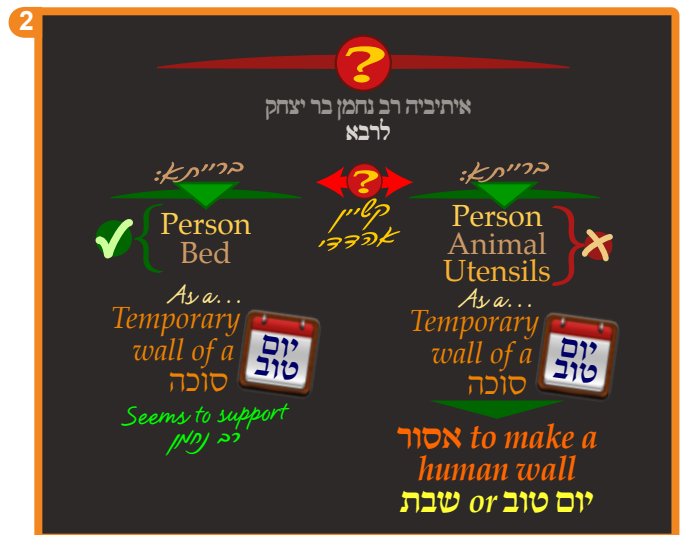 2
?
איתיביה רב נחמן בר יצחק
לרבא
ברייתא:
Person
Animal
Utensils
As a...
Temporary
wall of a
סוכה
יום
טוב
אסור to make a
human wall
יום טוב or שבת
?
קשיין
אהדדי
ברייתא:
Person
Bed
As a...
Temporary
wall of a
סוכה
יום
טוב
Seems to support
רב נחמן